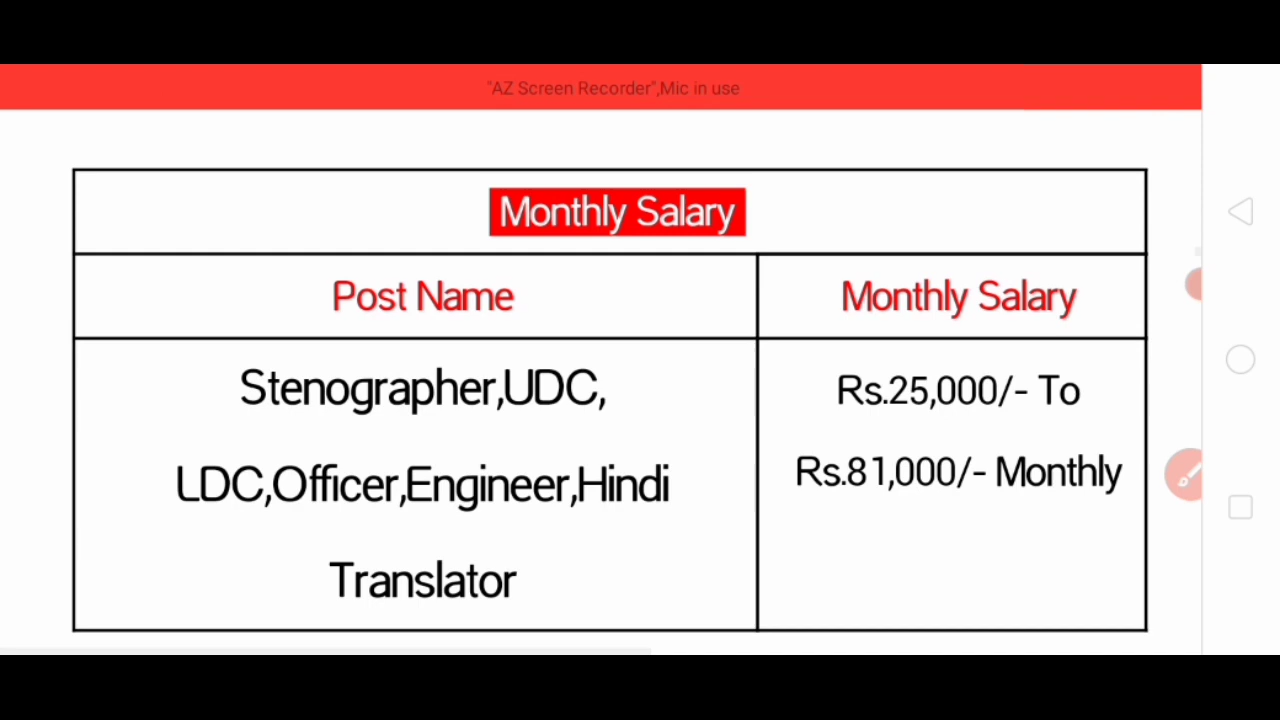 "AZ Screen Recorder",Mic in use
Monthly Salary
Post Name
Monthly Salary
Stenographer,UDC,
LDC,Officer,Engineer,Hindi
Translator
Rs.25,000/- To
Rs.81,000/- Monthly